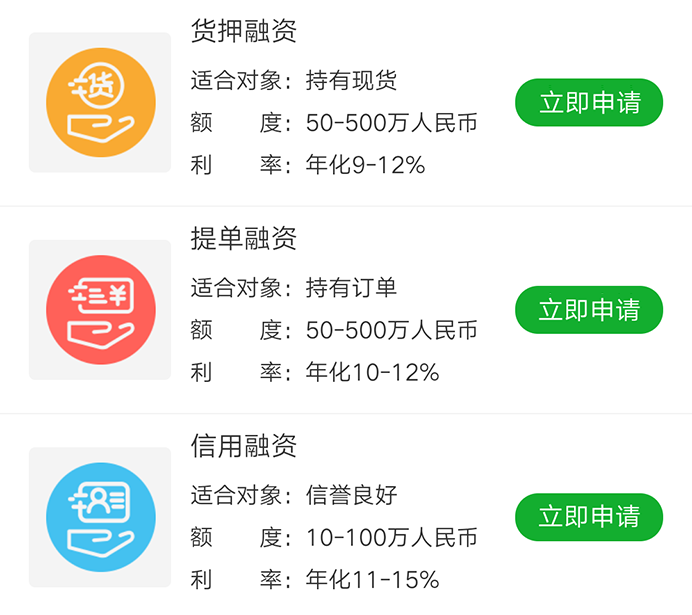 货押融资
货
适合对象：持有现货
额 度：50-500万人民币
利 率：年化9-12%
立即申请
提单融资
¥
适合对象：持有订单
额 度：50-500万人民币
利 率：年化10-12%
立即申请
信用融资
适合对象：信誉良好
额 度：10-100万人民币
利 率：年化11-15%
立即申请